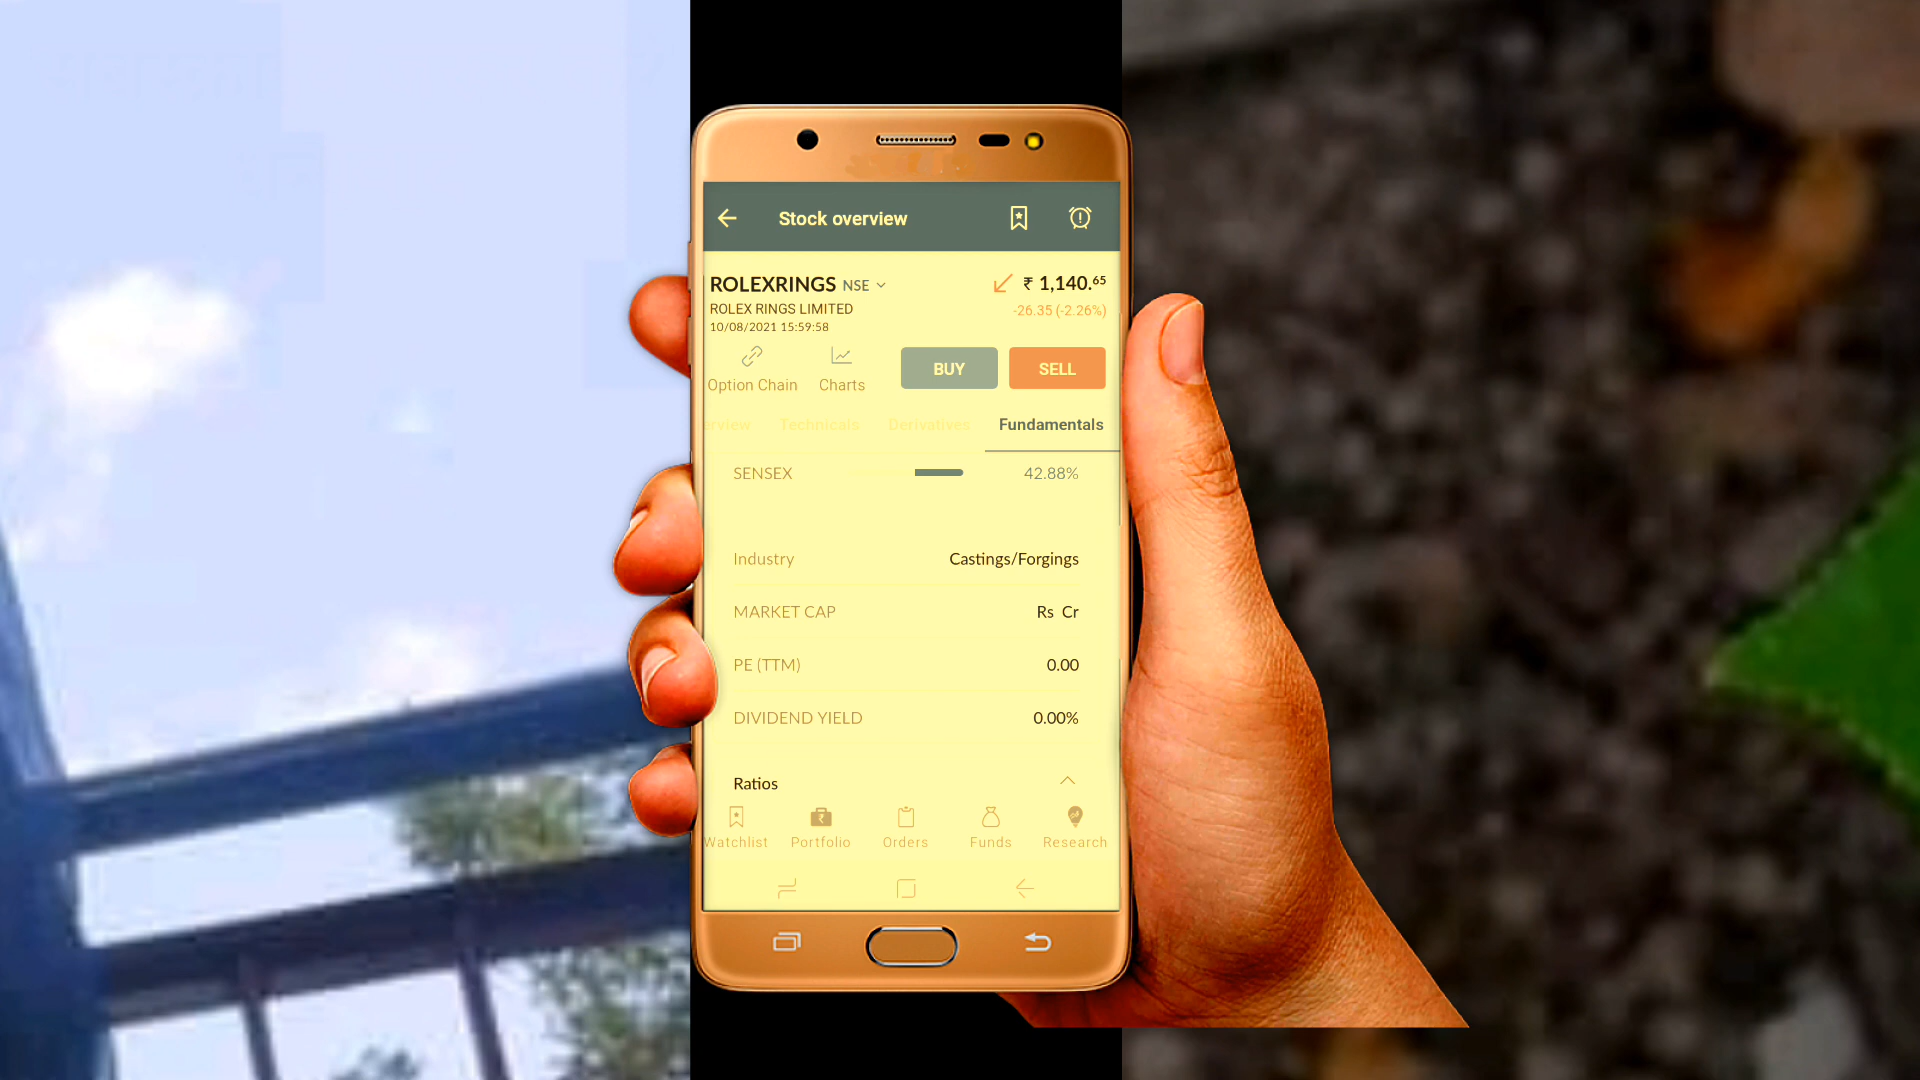 Stock overview
ROLEXRINGS NSE ₹ 1,140.65
ROLEX RINGS LIMITED -26.35 (-2.26%)
10/08/2021 15:59:58
Option Chain Charts BUY SELL
erview Technicals Derivatives Fundamentals
SENSEX 42.88%
Industry Castings/Forgings
MARKET CAP Rs Cr
PE (TTM) 0.00
DIVIDEND YIELD 0.00%
Ratios
Watchlist Portfolio Orders Funds Research